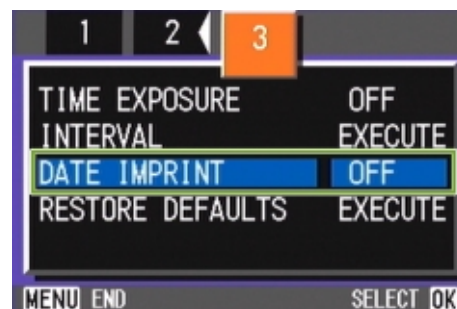 1 2 3
TIME EXPOSURE OFF
INTERVAL EXECUTE
DATE IMPRINT OFF
RESTORE DEFAULTS EXECUTE
MENU END SELECT OK